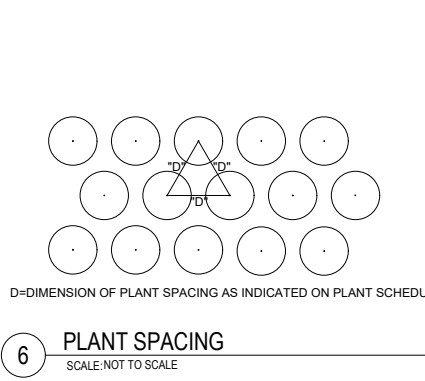 "D" "D"
"D"
D=DIMENSION OF PLANT SPACING AS INDICATED ON PLANT SCHEDU
6 PLANT SPACING
SCALE:NOT TO SCALE